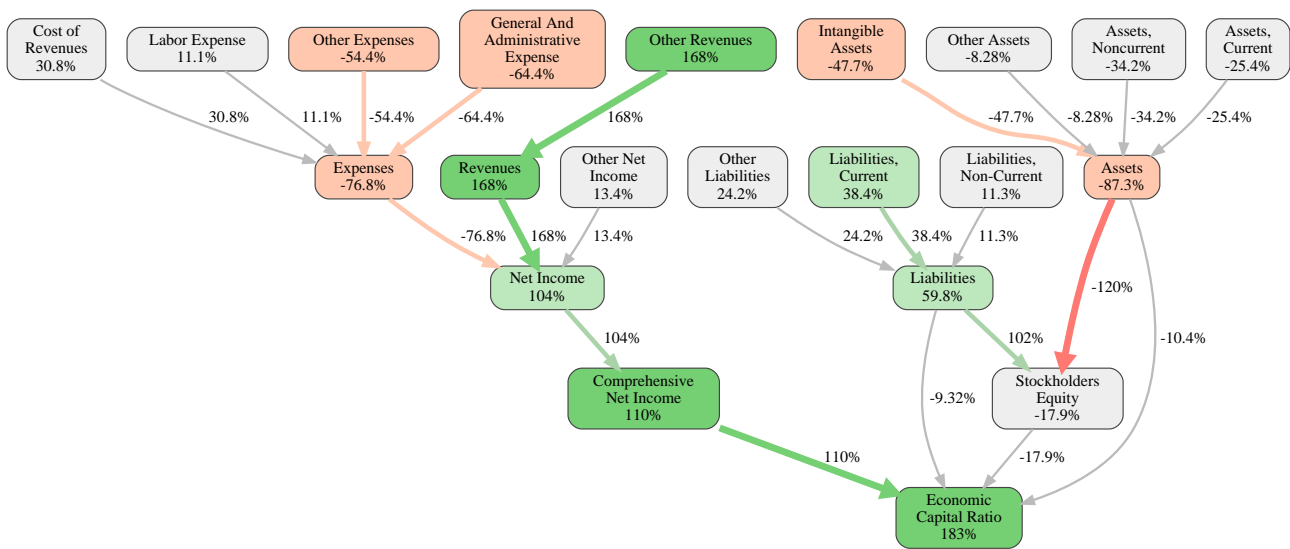 Cost of
Revenues
30.8%
Labor Expense
11.1%
Other Expenses
-54.4%
General And
Administrative
Expense
-64.4%
Other Revenues
168%
Intangible
Assets
-47.7%
Other Assets
-8.28%
Assets,
Noncurrent
-34.2%
Assets,
Current
-25.4%
30.8%
11.1%
-54.4%
-64.4%
168%
-47.7%
-8.28%
-34.2%
-25.4%
Expenses
-76.8%
Revenues
168%
Other Net
Income
13.4%
Other
Liabilities
24.2%
Liabilities,
Current
38.4%
Liabilities,
Non-Current
11.3%
Assets
-87.3%
-76.8%
168%
13.4%
24.2%
38.4%
11.3%
Net Income
104%
Liabilities
59.8%
-120%
104%
102%
-10.4%
Comprehensive
Net Income
110%
-9.32%
Stockholders
Equity
-17.9%
110%
-17.9%
Economic
Capital Ratio
183%